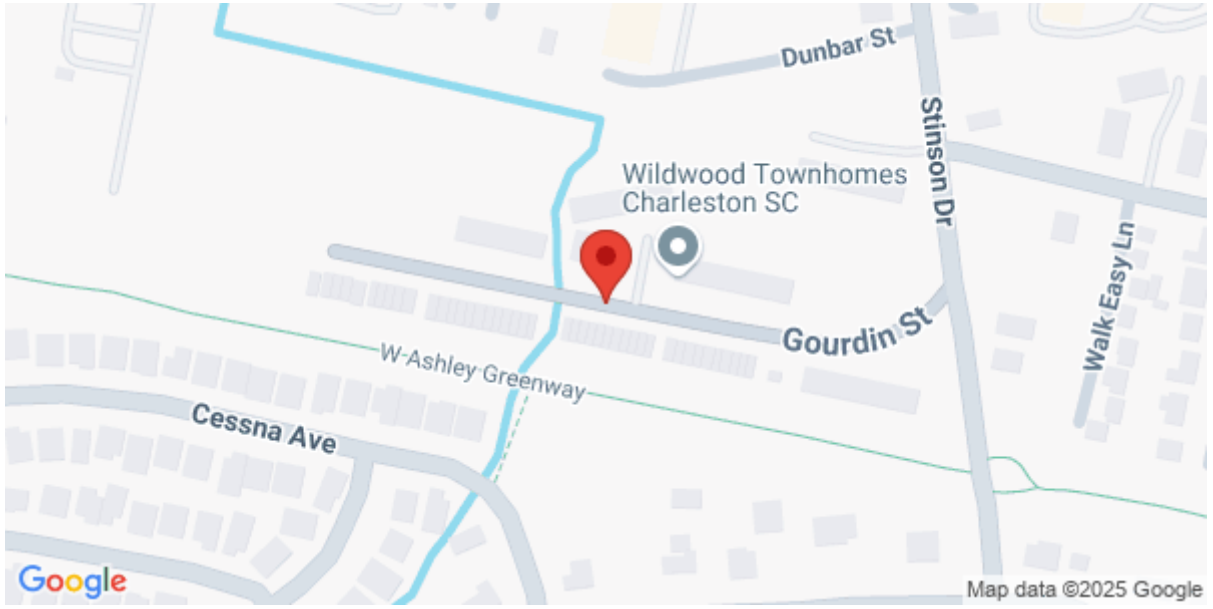 Dunbar St
Stinson Dr
Wildwood Townhomes
Charleston SC
Walk Easy Ln
Gourdin St
W Ashley Greenway
Cessna Ave
Google
Map data ©2025 Google